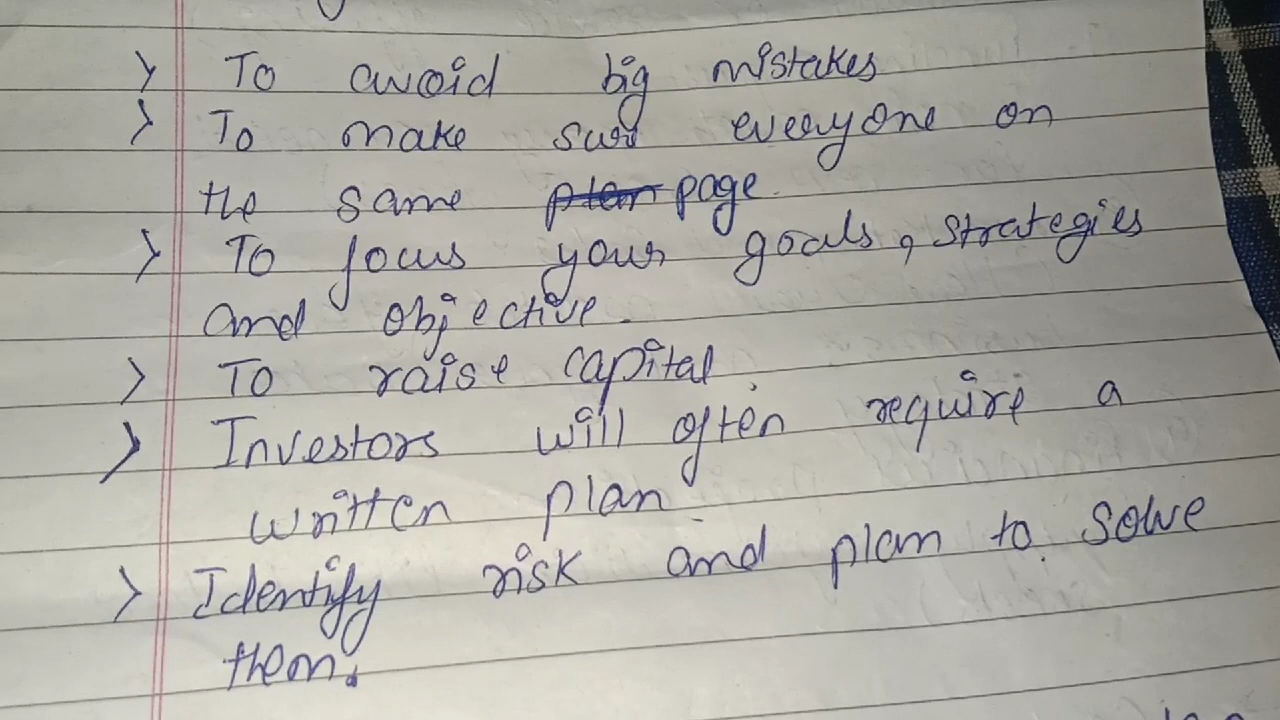 > To avoid big mistakes
> To make sure everyone on
the same plan page.
> To focus your goals, strategies
and objective.
> To raise capital.
> Investors will often require a
written plan
> Identify risk and plan to solve
them.